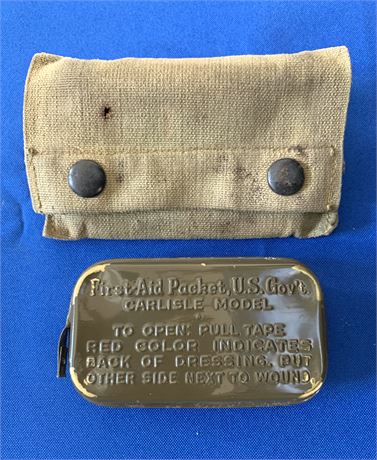 First-Aid Packet, U.S. Gov't.
CARLISLE MODEL
TO OPEN: PULL TAPE
RED COLOR INDICATES
BACK OF DRESSING. PUT
OTHER SIDE NEXT TO WOUND.